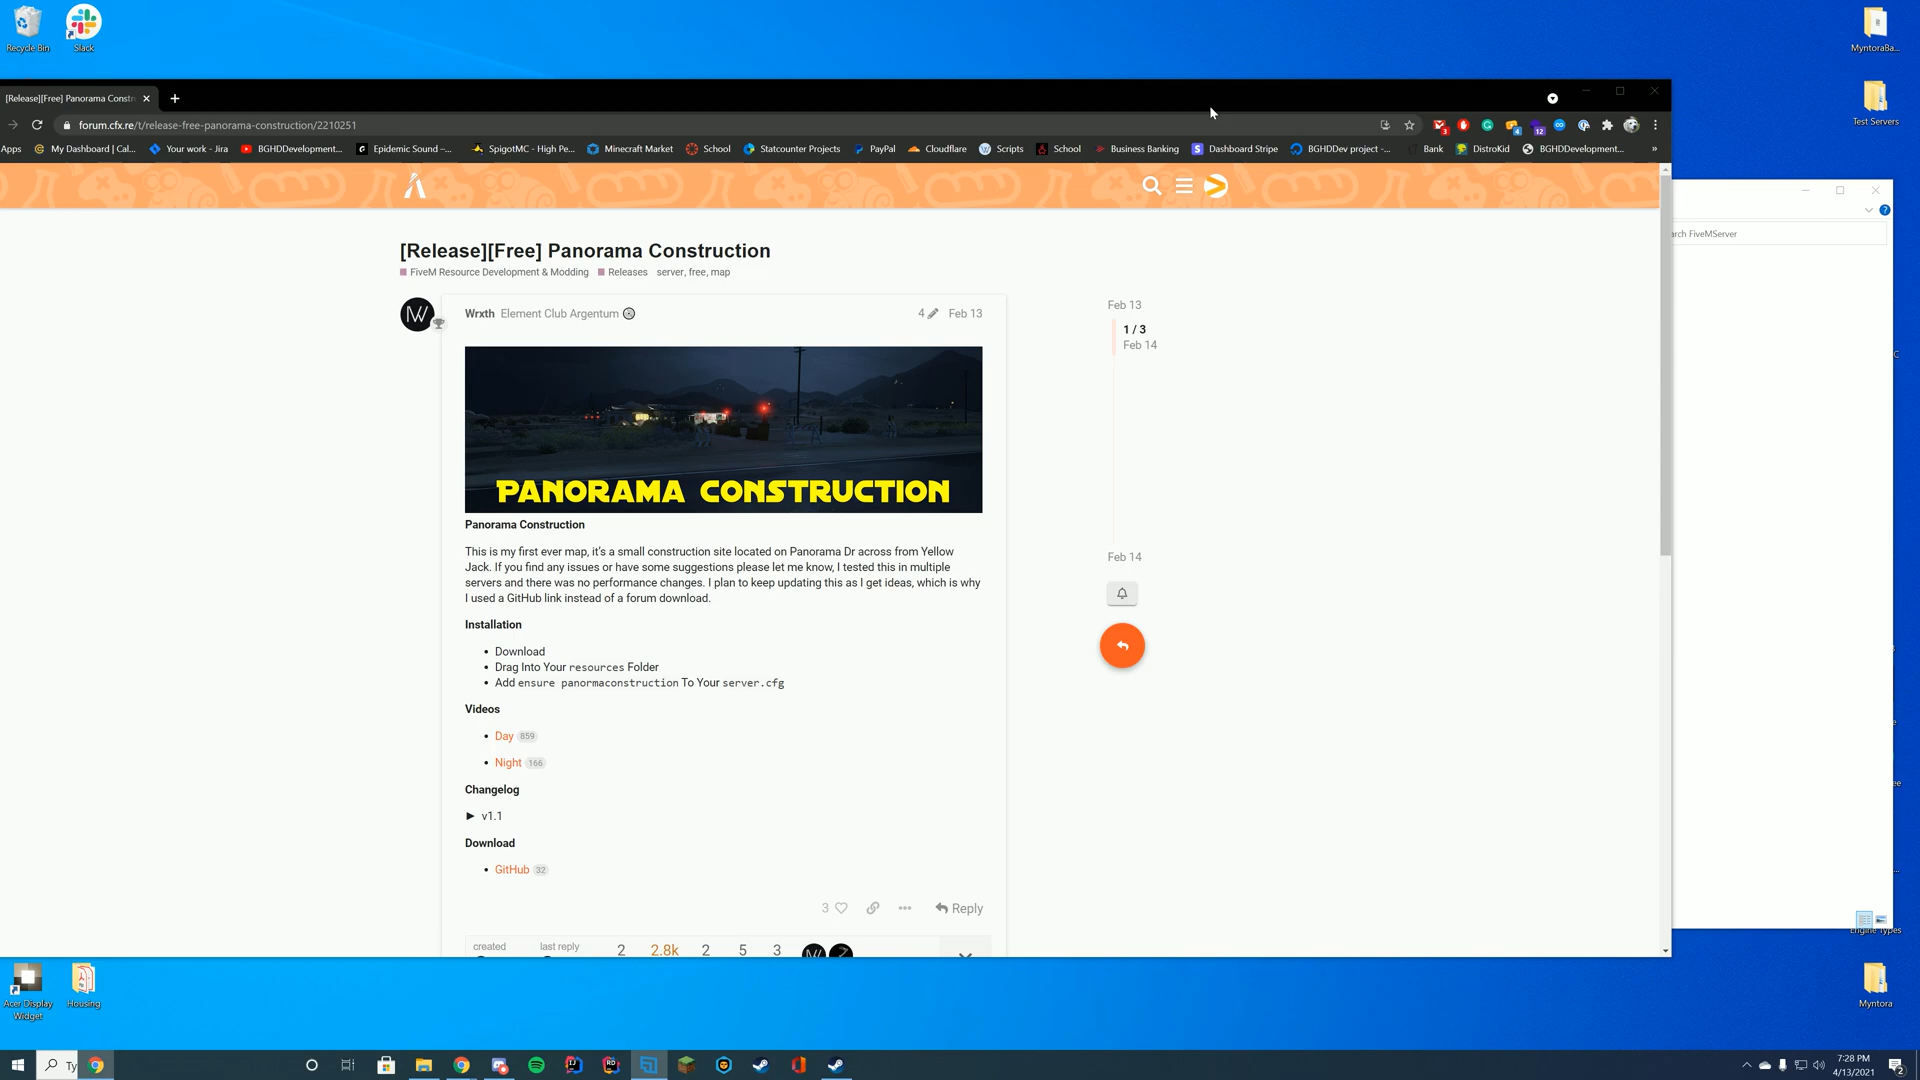 Recycle Bin
Slack
MyntoraBa...
Test Servers
[Release][Free] Panorama Constr
forum.cfx.re/t/release-free-panorama-construction/2210251
3
4
12
Apps
My Dashboard | Cal...
Your work - Jira
BGHDDevelopment...
Epidemic Sound –...
SpigotMC - High Pe...
Minecraft Market
School
Statcounter Projects
PayPal
Cloudflare
Scripts
School
Business Banking
Dashboard Stripe
BGHDDev project -...
Bank
DistroKid
BGHDDevelopment...
»
arch FiveMServer
[Release][Free] Panorama Construction
FiveM Resource Development & Modding Releases server, free, map
Wrxth Element Club Argentum
4 Feb 13
PANORAMA CONSTRUCTION
Panorama Construction
This is my first ever map, it's a small construction site located on Panorama Dr across from Yellow
Jack. If you find any issues or have some suggestions please let me know, I tested this in multiple
servers and there was no performance changes. I plan to keep updating this as I get ideas, which is why
I used a GitHub link instead of a forum download.
Installation
• Download
• Drag Into Your resources Folder
• Add ensure panormaconstruction To Your server.cfg
Videos
• Day 859
• Night 166
Changelog
► v1.1
Download
• GitHub 32
3
Reply
created
last reply
2
2.8k
2
5
3
Feb 13
1 / 3
Feb 14
Feb 14
Engine Types
Myntora
Acer Display
Widget
Housing
Ty
7:28 PM
4/13/2021
2